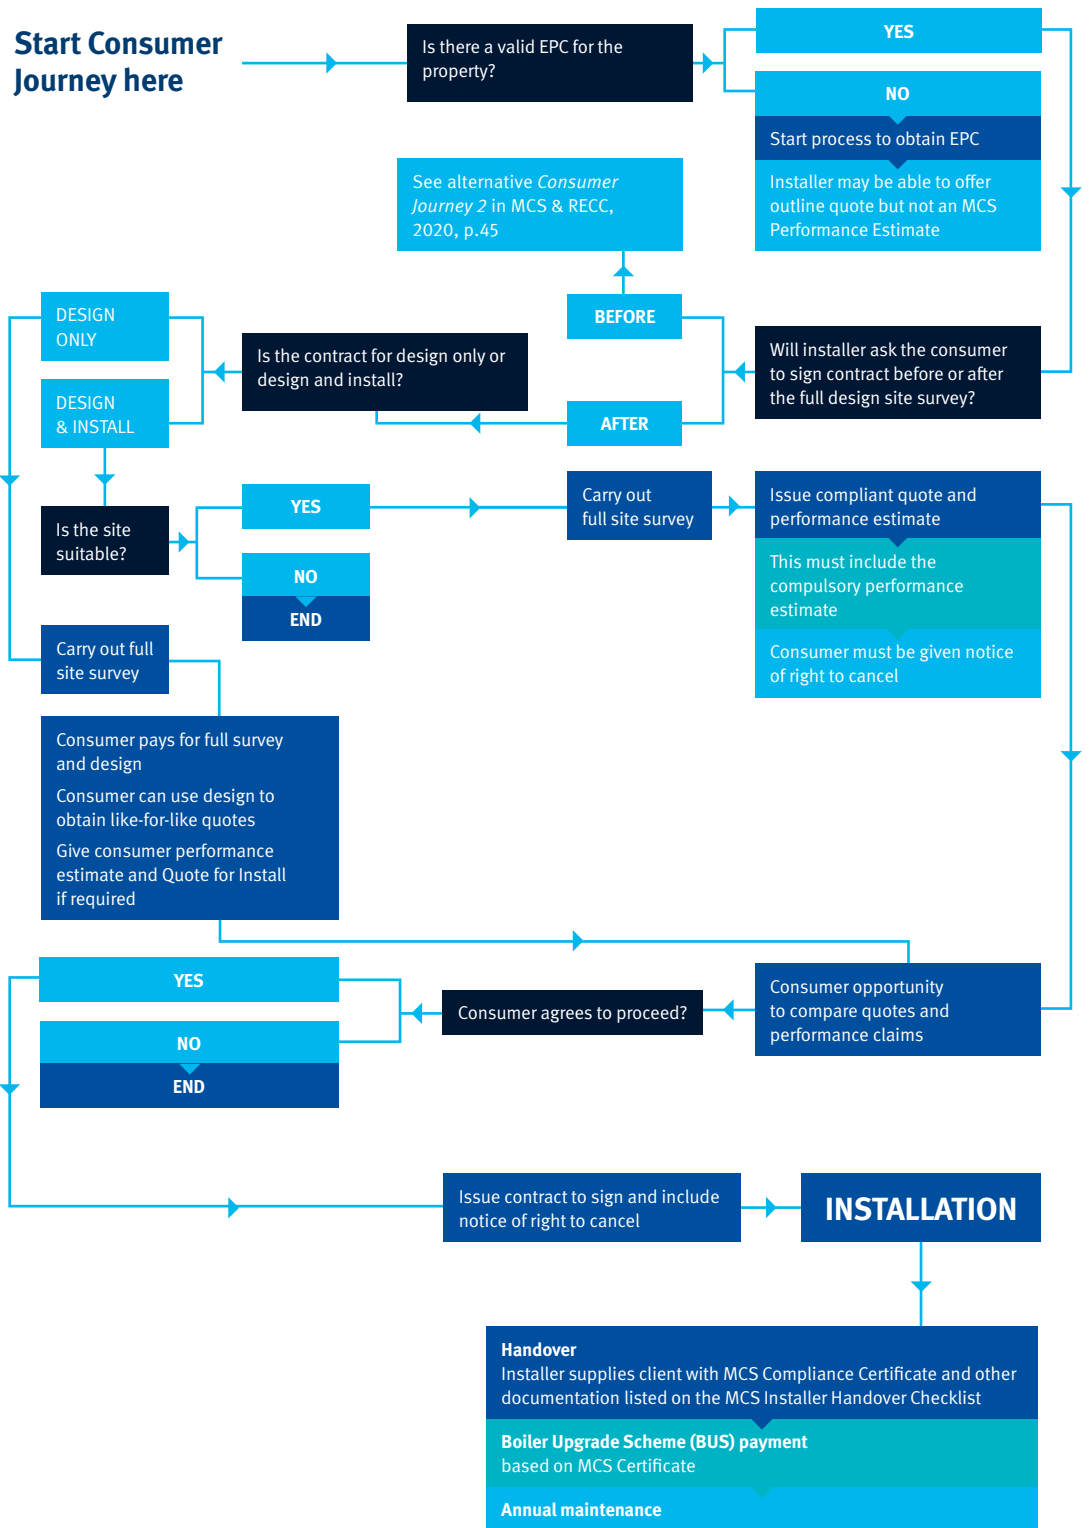 Start Consumer
Journey here
Is there a valid EPC for the
property?
YES
NO
Start process to obtain EPC
Installer may be able to offer
outline quote but not an MCS
Performance Estimate
See alternative Consumer
Journey 2 in MCS & RECC,
2020, p.45
BEFORE
AFTER
Will installer ask the consumer
to sign contract before or after
the full design site survey?
Is the contract for design only or
design and install?
DESIGN
ONLY
DESIGN
& INSTALL
Is the site
suitable?
YES
NO
END
Carry out
full site survey
Issue compliant quote and
performance estimate
This must include the
compulsory performance
estimate
Consumer must be given notice
of right to cancel
Carry out full
site survey
Consumer pays for full survey
and design
Consumer can use design to
obtain like-for-like quotes
Give consumer performance
estimate and Quote for Install
if required
Consumer opportunity
to compare quotes and
performance claims
Consumer agrees to proceed?
YES
NO
END
Issue contract to sign and include
notice of right to cancel
INSTALLATION
Handover
Installer supplies client with MCS Compliance Certificate and other
documentation listed on the MCS Installer Handover Checklist
Boiler Upgrade Scheme (BUS) payment
based on MCS Certificate
Annual maintenance